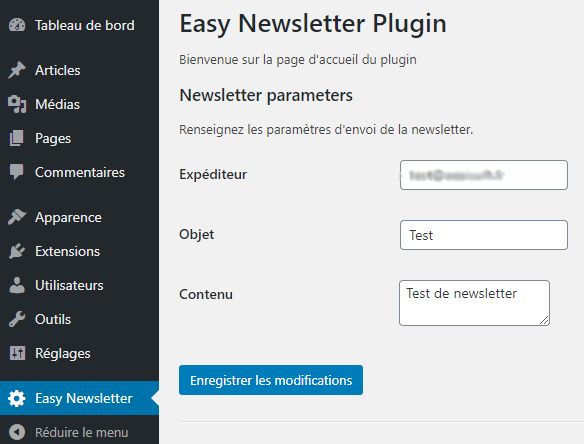 Tableau de bord
Articles
Médias
Pages
Commentaires
Apparence
Extensions
Utilisateurs
Outils
Réglages
Easy Newsletter
Réduire le menu
Easy Newsletter Plugin
Bienvenue sur la page d'accueil du plugin
Newsletter parameters
Renseignez les paramètres d'envoi de la newsletter.
Expéditeur
Objet
Test
Contenu
Test de newsletter
Enregistrer les modifications